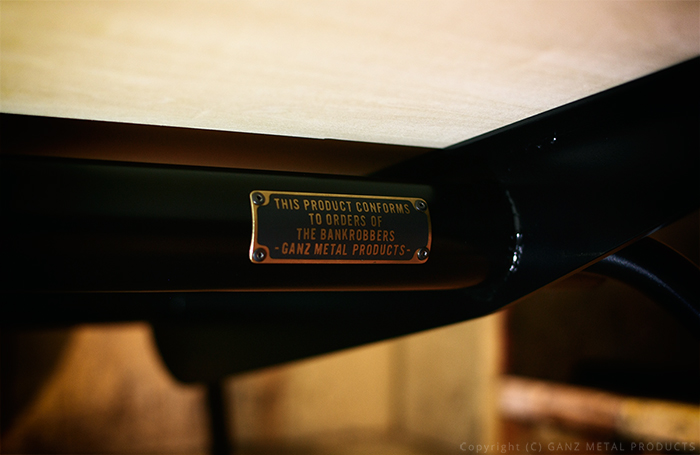 THIS PRODUCT CONFORMS
TO ORDERS OF
THE BANKROBBERS
-GANZ METAL PRODUCTS-
Copyright (C) GANZ METAL PRODUCTS